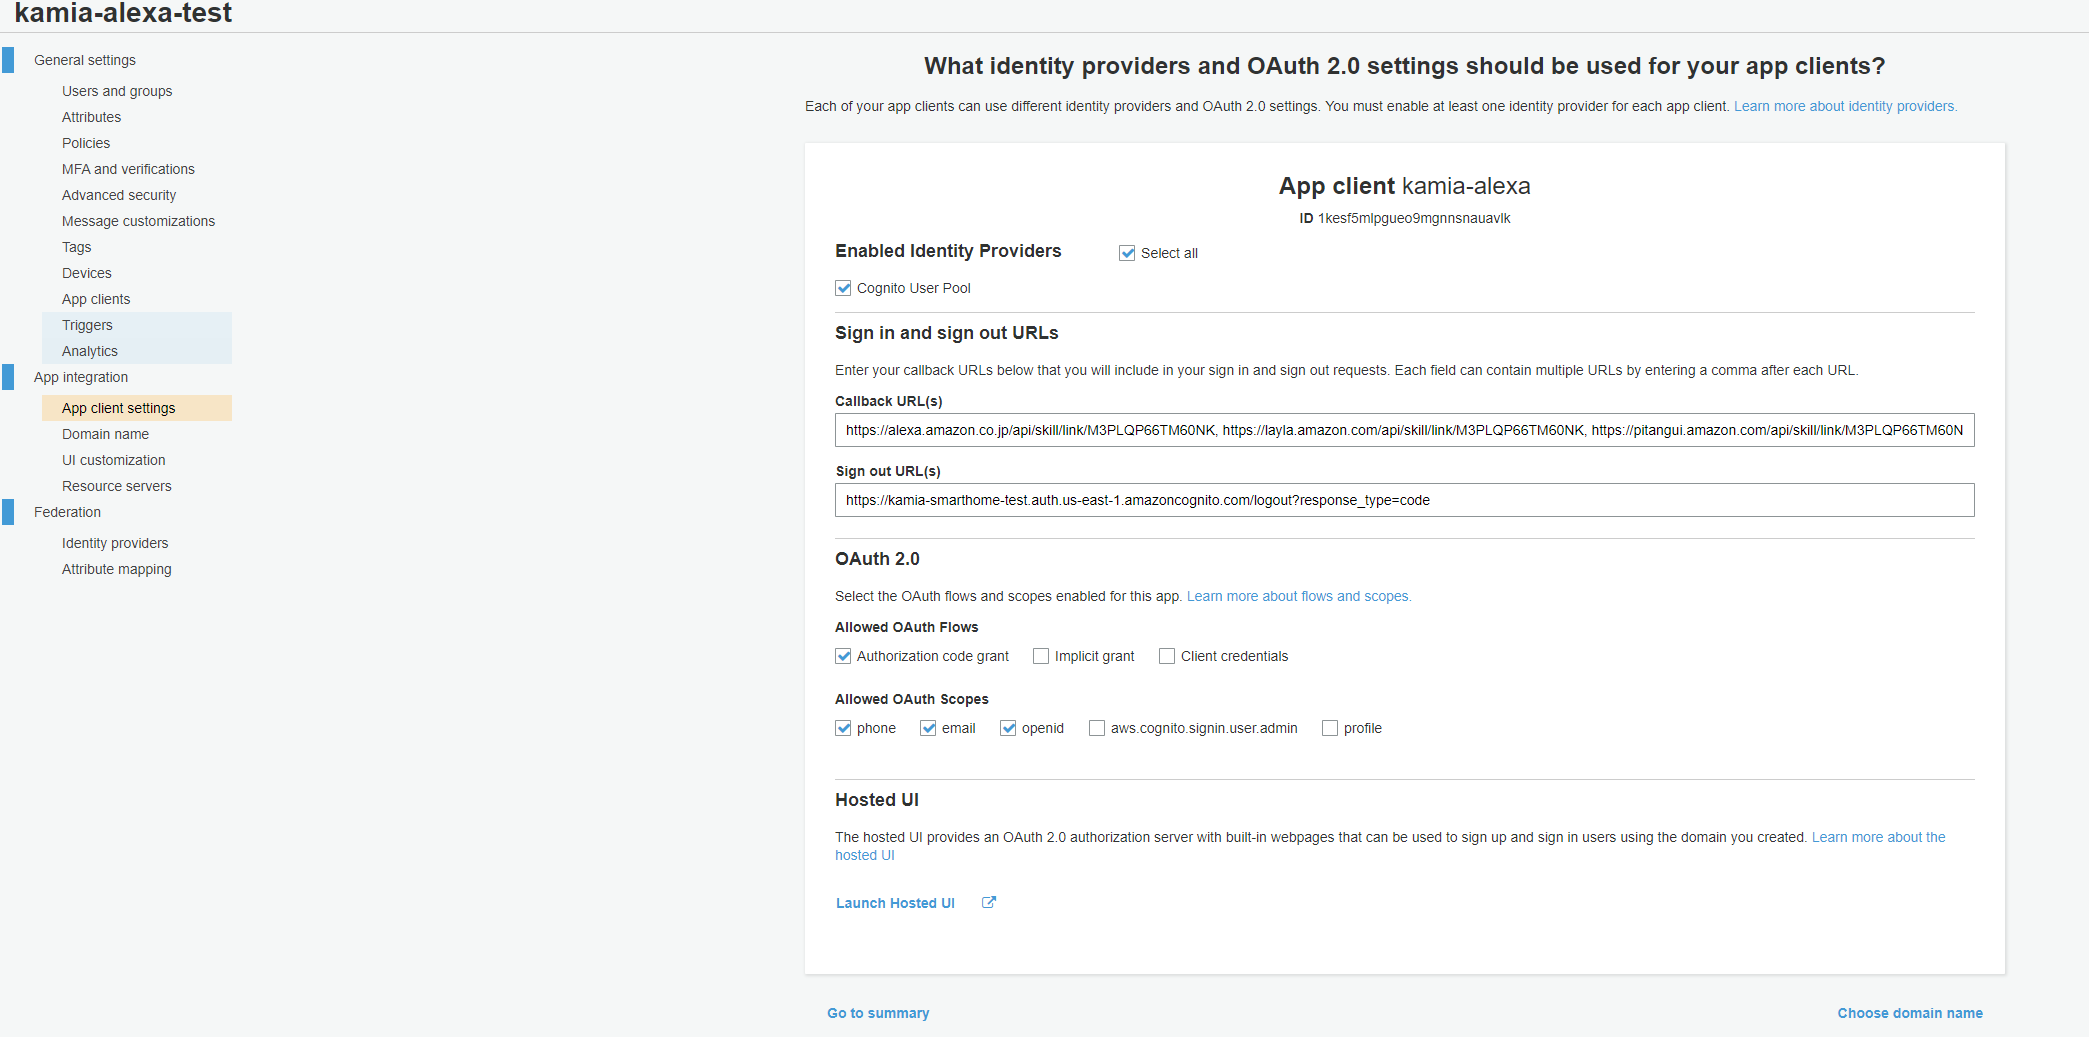 kamia-alexa-test
General settings
Users and groups
Attributes
Policies
MFA and verifications
Advanced security
Message customizations
Tags
Devices
App clients
Triggers
Analytics
App integration
App client settings
Domain name
UI customization
Resource servers
Federation
Identity providers
Attribute mapping
What identity providers and OAuth 2.0 settings should be used for your app clients?
Each of your app clients can use different identity providers and OAuth 2.0 settings. You must enable at least one identity provider for each app client. Learn more about identity providers.
App client kamia-alexa
ID 1kesf5mlpgueo9mgnnsnauavlk
Enabled Identity Providers Select all
Cognito User Pool
Sign in and sign out URLs
Enter your callback URLs below that you will include in your sign in and sign out requests. Each field can contain multiple URLs by entering a comma after each URL.
Callback URL(s)
https://alexa.amazon.co.jp/api/skill/link/M3PLQP66TM60NK, https://layla.amazon.com/api/skill/link/M3PLQP66TM60NK, https://pitangui.amazon.com/api/skill/link/M3PLQP66TM60N
Sign out URL(s)
https://kamia-smarthome-test.auth.us-east-1.amazoncognito.com/logout?response_type=code
OAuth 2.0
Select the OAuth flows and scopes enabled for this app. Learn more about flows and scopes.
Allowed OAuth Flows
Authorization code grant Implicit grant Client credentials
Allowed OAuth Scopes
phone email openid aws.cognito.signin.user.admin profile
Hosted UI
The hosted UI provides an OAuth 2.0 authorization server with built-in webpages that can be used to sign up and sign in users using the domain you created. Learn more about the
hosted UI
Launch Hosted UI
Go to summary
Choose domain name